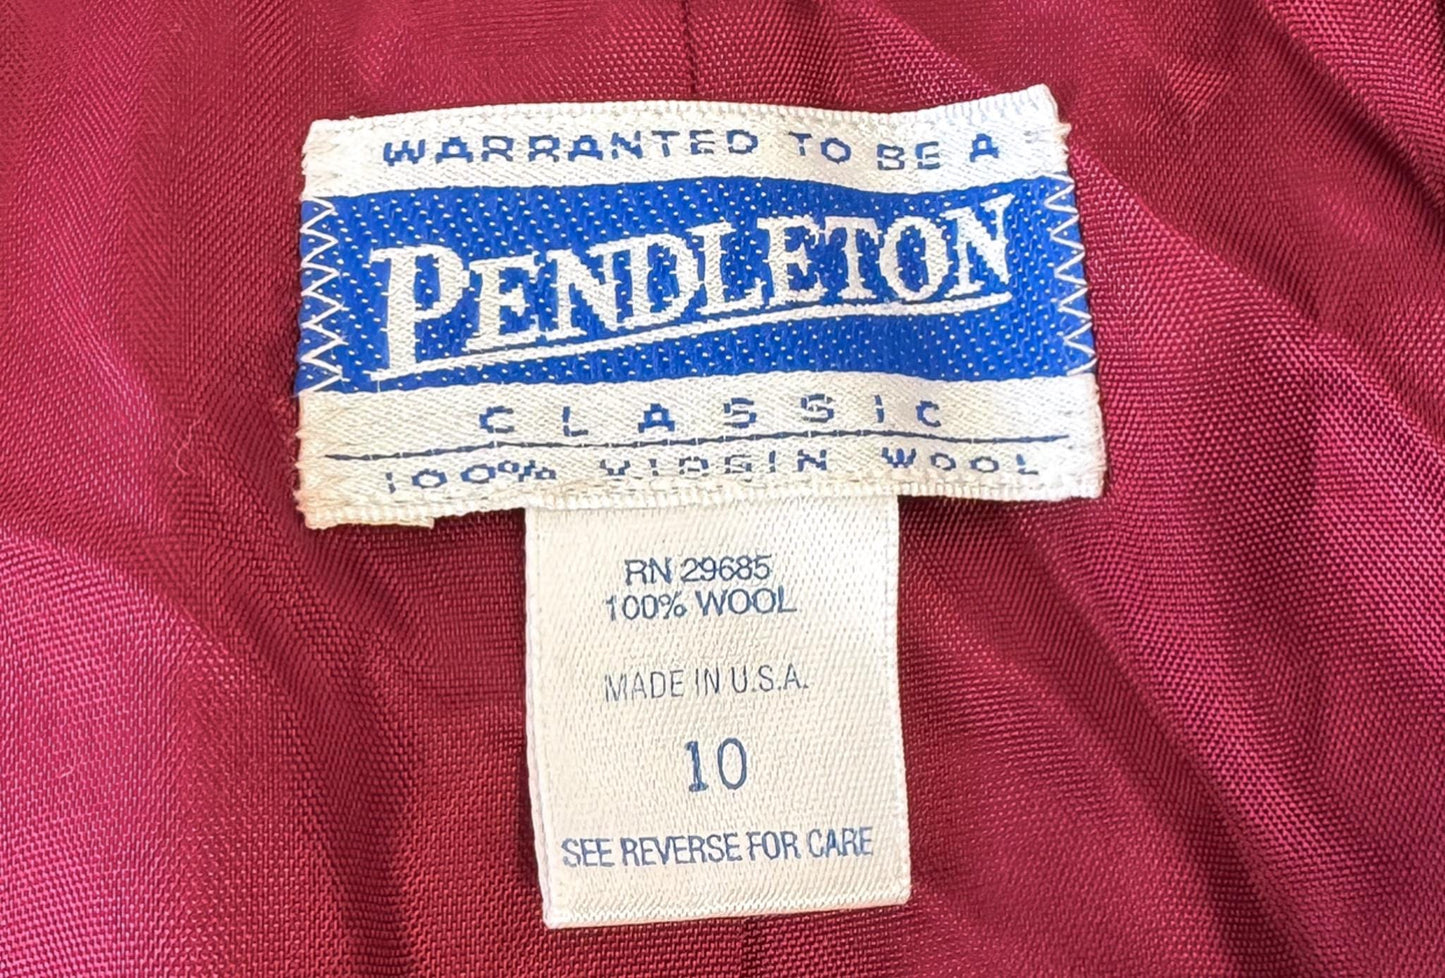 WARRANTED TO BE A
PENDLETON
CLASSIC
100% VIRGIN WOOL
RN 29685
100% WOOL
MADE IN U.S.A.
10
SEE REVERSE FOR CARE